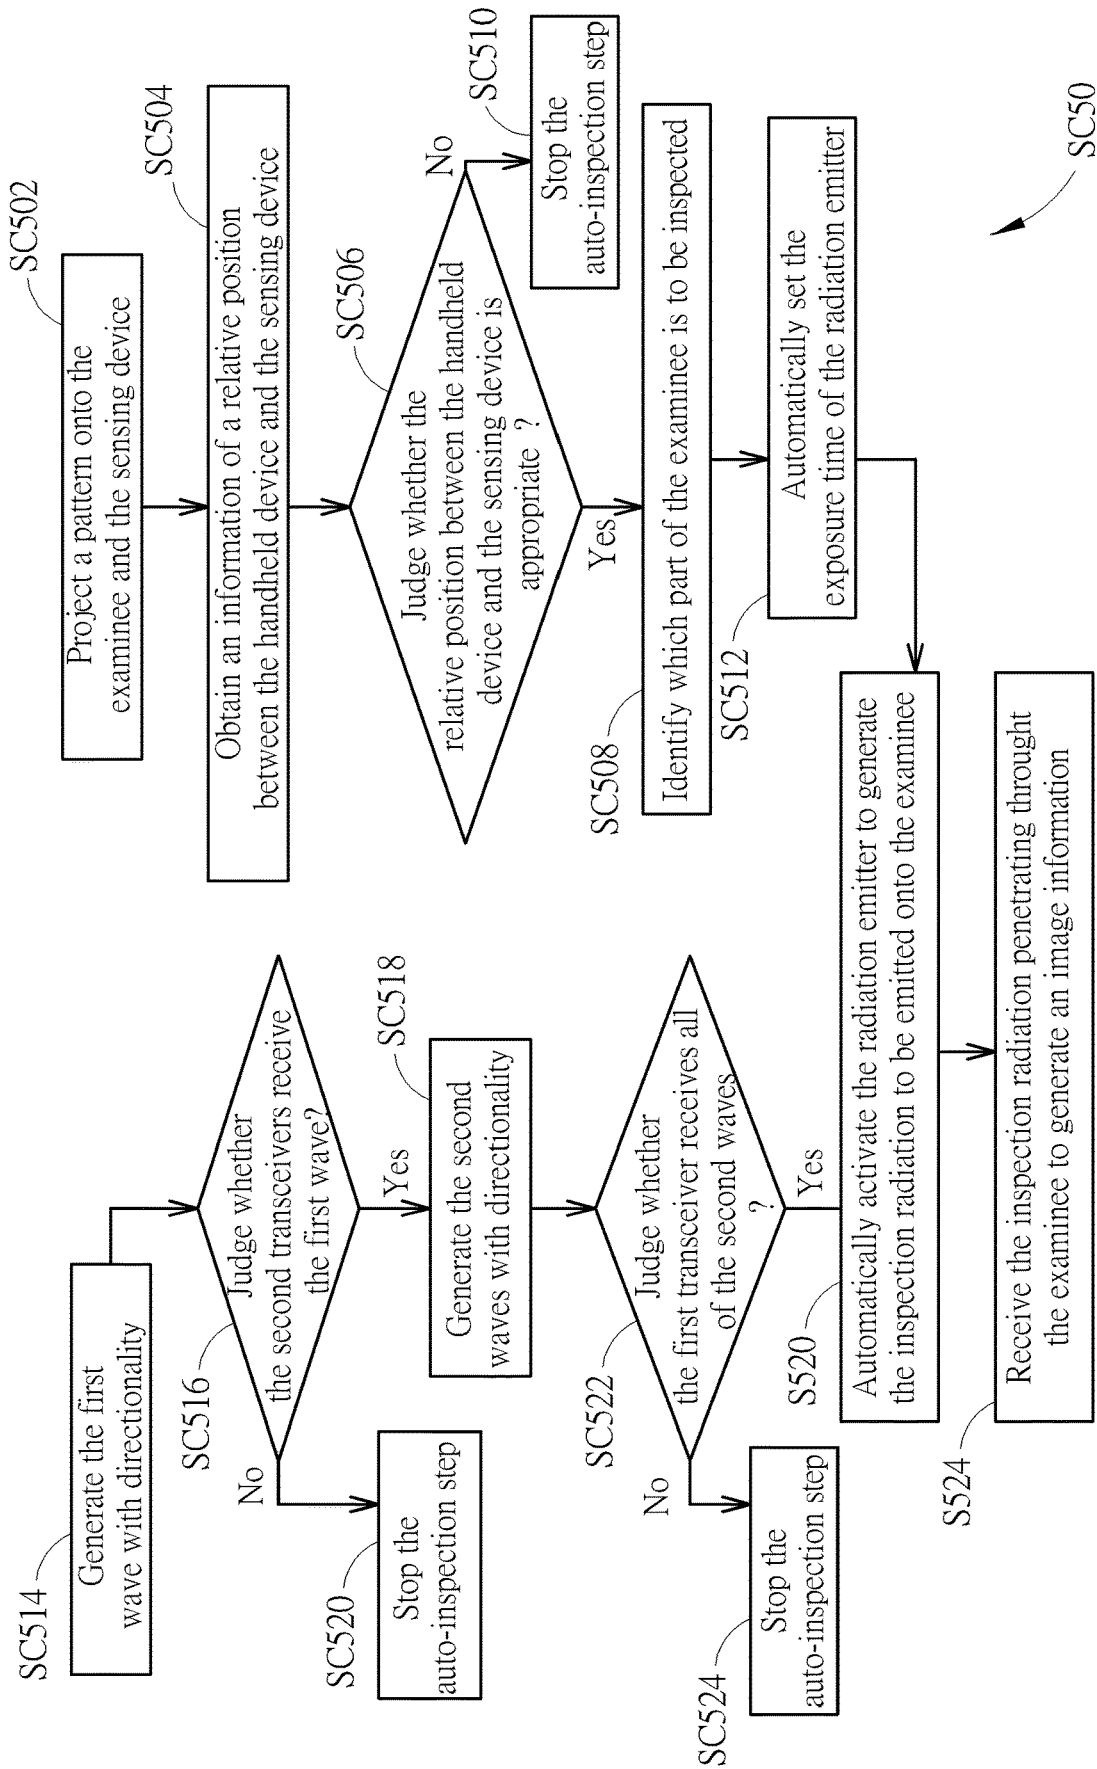 SC514
Generate the first
wave with directionality
SC516
Judge whether
the second transceivers receive
the first wave?
No
SC520
Stop the
auto-inspection step
Yes
SC518
Generate the second
waves with directionality
SC522
Judge whether
the first transceiver receives all
of the second waves
?
No
SC524
Stop the
auto-inspection step
Yes
SC502
Project a pattern onto the
examinee and the sensing device
SC504
Obtain an information of a relative position
between the handheld device and the sensing device
SC506
Judge whether the
relative position between the handheld
device and the sensing device is
appropriate ?
No
SC510
Stop the
auto-inspection step
Yes
SC508
Identify which part of the examinee is to be inspected
SC512
Automatically set the
exposure time of the radiation emitter
S520
Automatically activate the radiation emitter to generate
the inspection radiation to be emitted onto the examinee
S524
Receive the inspection radiation penetrating through
the examinee to generate an image information
SC50